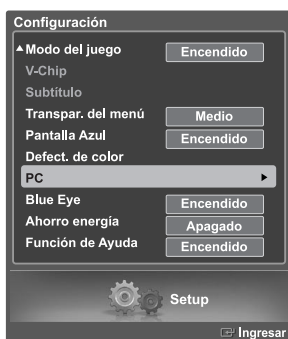 Configuración
Modo del juego Encendido
V-Chip
Subtítulo
Transpar. del menú Medio
Pantalla Azul Encendido
Defect. de color
PC
Blue Eye Encendido
Ahorro energía Apagado
Función de Ayuda Encendido
Setup
Ingresar